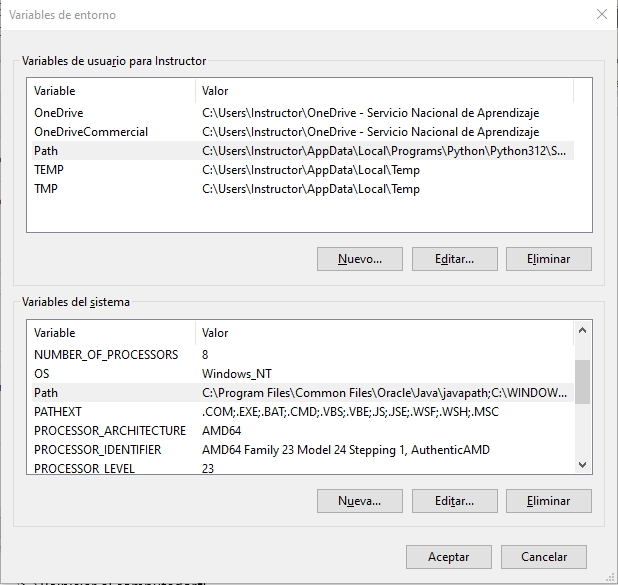 Variables de entorno
Variables de usuario para Instructor
Variable Valor
OneDrive C:\Users\Instructor\OneDrive - Servicio Nacional de Aprendizaje
OneDriveCommercial C:\Users\Instructor\OneDrive - Servicio Nacional de Aprendizaje
Path C:\Users\Instructor\AppData\Local\Programs\Python\Python312\S...
TEMP C:\Users\Instructor\AppData\Local\Temp
TMP C:\Users\Instructor\AppData\Local\Temp
Nuevo... Editar... Eliminar
Variables del sistema
Variable Valor
NUMBER_OF_PROCESSORS 8
OS Windows_NT
Path C:\Program Files\Common Files\Oracle\Java\javapath;C:\WINDOW...
PATHEXT .COM;.EXE;.BAT;.CMD;.VBS;.VBE;.JS;.JSE;.WSF;.WSH;.MSC
PROCESSOR_ARCHITECTURE AMD64
PROCESSOR_IDENTIFIER AMD64 Family 23 Model 24 Stepping 1, AuthenticAMD
PROCESSOR_LEVEL 23
Nueva... Editar... Eliminar
Aceptar Cancelar